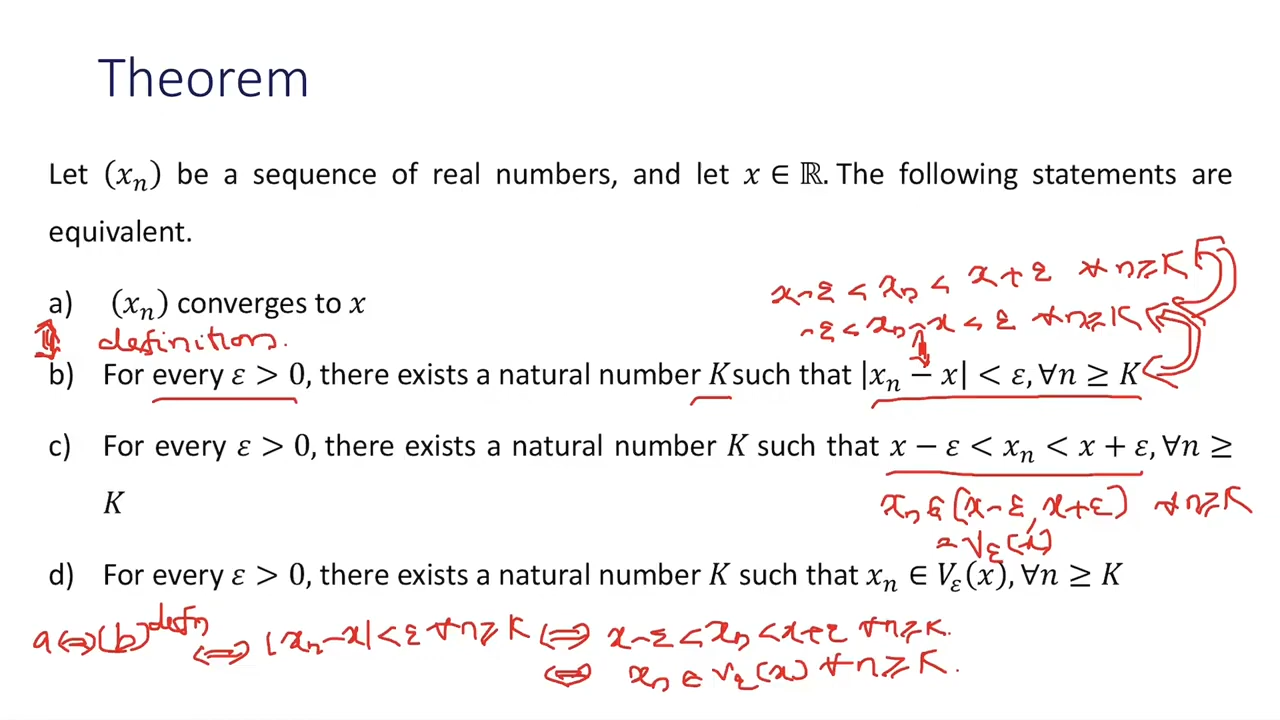 Theorem
Let (xₙ) be a sequence of real numbers, and let x ∈ ℝ. The following statements are
equivalent.
x - ε < xₙ < x + ε ∀ n ≥ K
a) (xₙ) converges to x
- ε < xₙ - x < ε ∀ n ≥ K
⇕ definition.
b) For every ε > 0, there exists a natural number K such that |xₙ − x| < ε, ∀n ≥ K
c) For every ε > 0, there exists a natural number K such that x − ε < xₙ < x + ε, ∀n ≥
K
xₙ ∈ (x - ε, x + ε) ∀ n ≥ K
= V_ε(x)
d) For every ε > 0, there exists a natural number K such that xₙ ∈ V_ε(x), ∀n ≥ K
a ⇔ (b) defn ⇔ |xₙ - x| < ε ∀ n ≥ K ⇔ x - ε < xₙ < x + ε ∀ n ≥ K.
⇔ xₙ ∈ V_ε(x) ∀ n ≥ K.